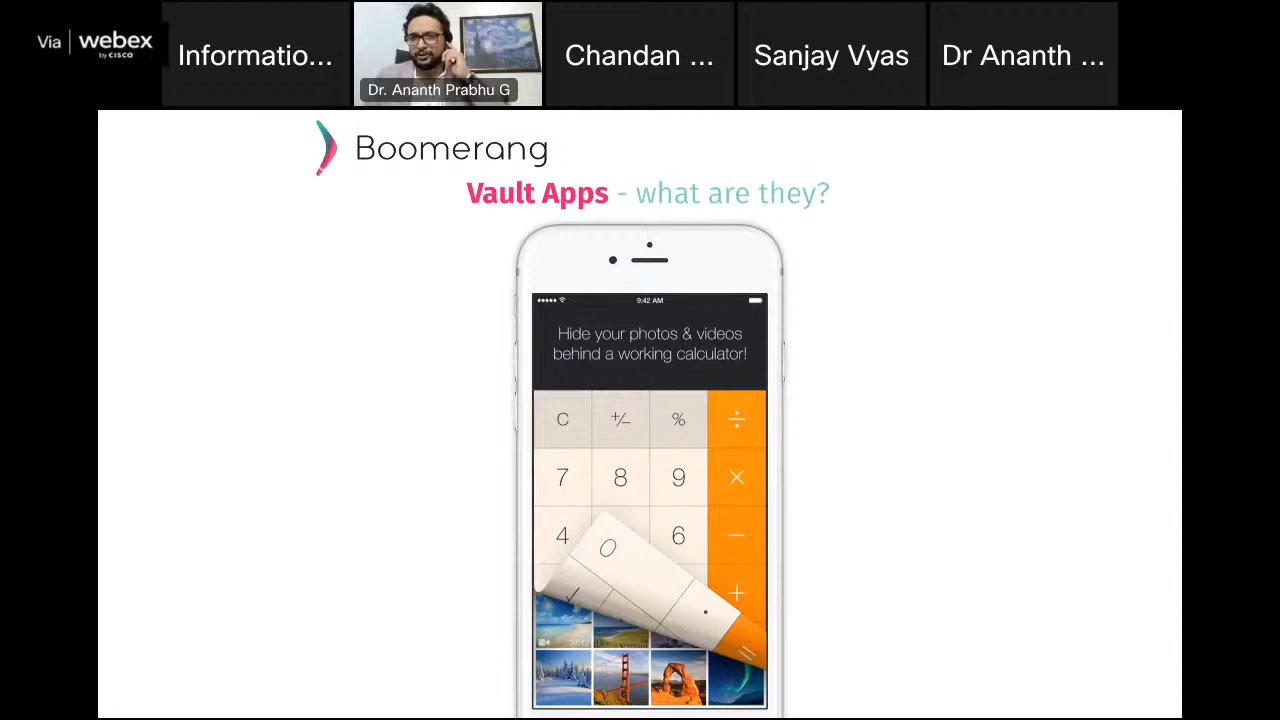 Via | webex
by CISCO
Informatio...
Dr. Ananth Prabhu G
Chandan ...
Sanjay Vyas
Dr Ananth ...
Boomerang
Vault Apps - what are they?
9:42 AM
Hide your photos & videos
behind a working calculator!
C +/− % ÷
7 8 9 ×
4 6 −
+
0 . =